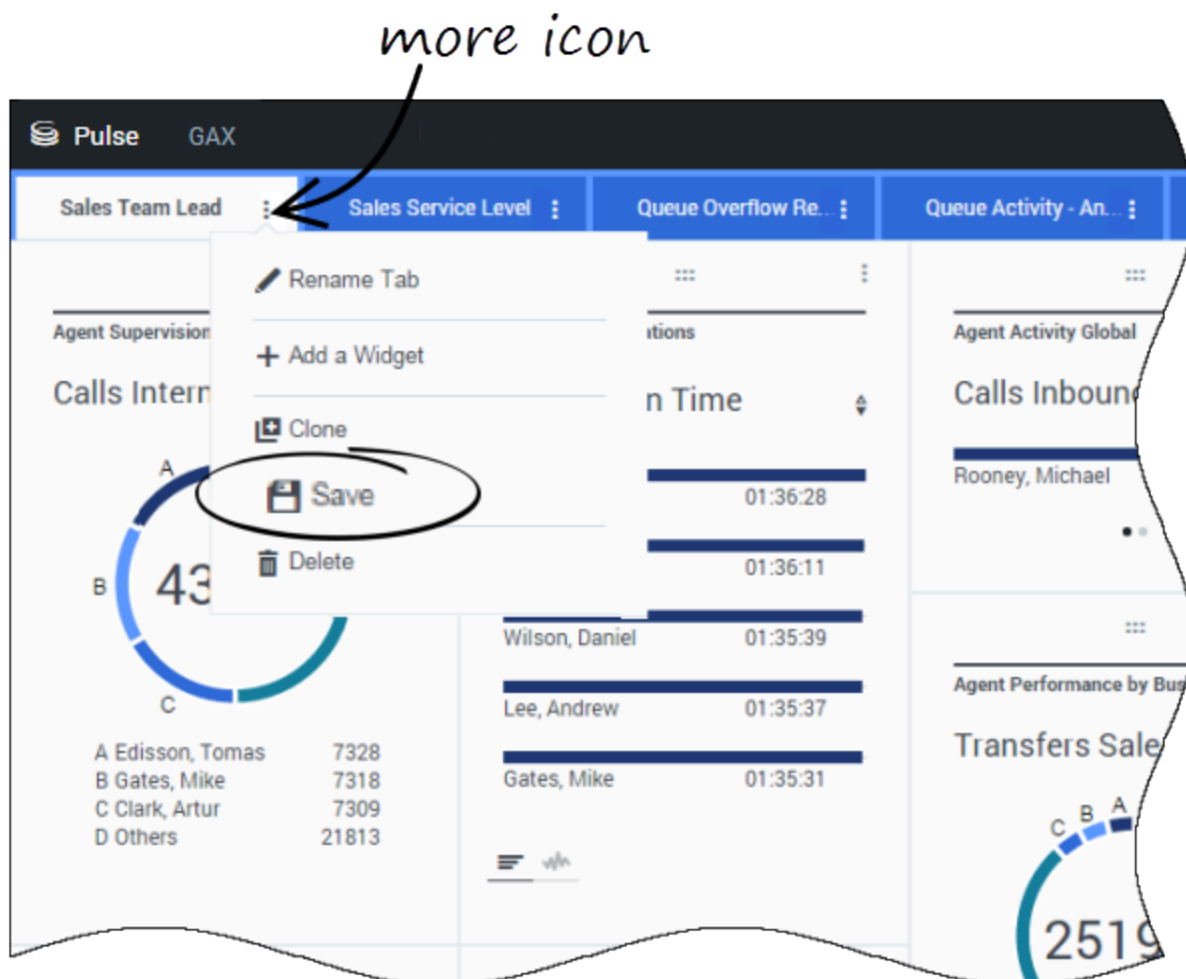 more icon
Pulse GAX
Sales Team Lead
Sales Service Level
Queue Overflow Re...
Queue Activity - An...
Rename Tab
Add a Widget
Clone
Save
Delete
Agent Supervision
Calls Intern
43
A
B
C
A Edisson, Tomas 7328
B Gates, Mike 7318
C Clark, Artur 7309
D Others 21813
n Time
01:36:28
01:36:11
Wilson, Daniel 01:35:39
Lee, Andrew 01:35:37
Gates, Mike 01:35:31
Agent Activity Global
Calls Inbound
Rooney, Michael
Agent Performance by Bus
Transfers Sale
A
B
C
2519